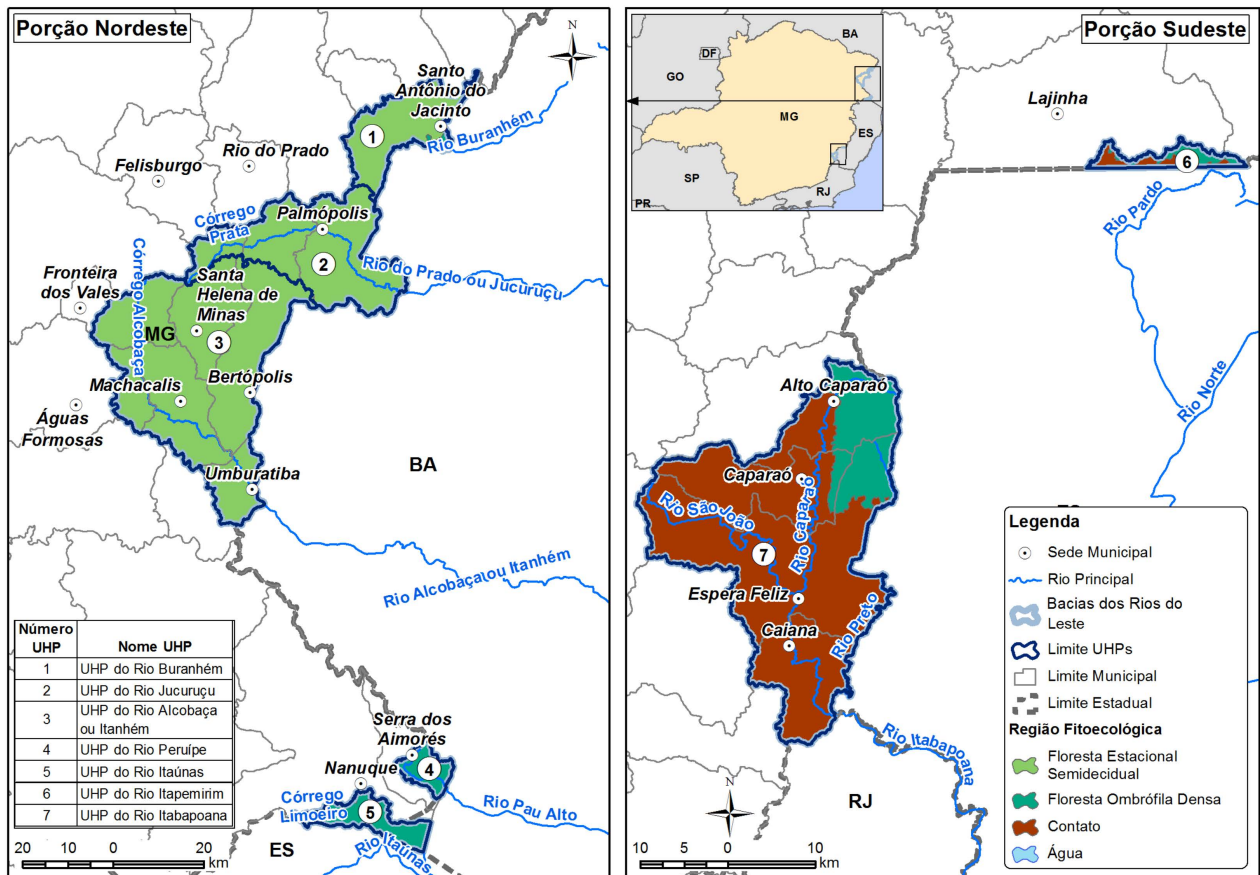 Porção Nordeste
N
Santo
Antônio do
Jacinto
1
Rio Buranhém
Felisburgo
Rio do Prado
Córrego
Prata
Palmópolis
2
Rio do Prado ou Jucuruçu
Córrego Alcobaça
Fronteira
dos Vales
Santa
Helena de
Minas
MG
3
Machacalis
Bertópolis
Águas
Formosas
Umburatiba
BA
Rio Alcobaça ou Itanhém
Número
UHP
Nome UHP
1 UHP do Rio Buranhém
2 UHP do Rio Jucuruçu
3 UHP do Rio Alcobaça
ou Itanhém
4 UHP do Rio Peruípe
5 UHP do Rio Itaúnas
6 UHP do Rio Itapemirim
7 UHP do Rio Itabapoana
Serra dos
Aimorés
4
Nanuque
Córrego
Limoeiro
5
Rio Pau Alto
Rio Itaúnas
ES
20 10 0 20
km
Porção Sudeste
DF
BA
GO
MG
ES
SP
RJ
PR
Lajinha
6
Rio Pardo
Rio Norte
Alto Caparaó
Caparaó
Rio Caparaó
Rio São João
7
Espera Feliz
Caiana
Rio Preto
Rio Itabapoana
RJ
N
10 5 0 10
km
Legenda
Sede Municipal
Rio Principal
Bacias dos Rios do
Leste
Limite UHPs
Limite Municipal
Limite Estadual
Região Fitoecológica
Floresta Estacional
Semidecidual
Floresta Ombrófila Densa
Contato
Água